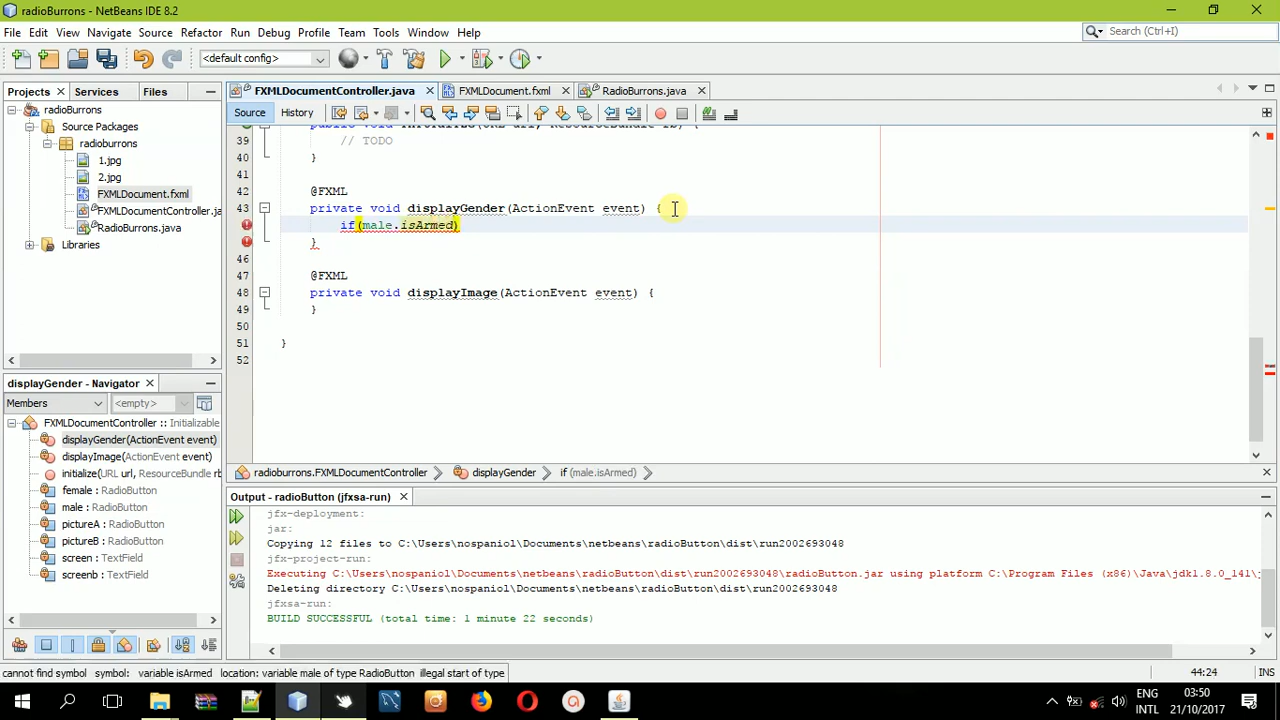 radioBurrons - NetBeans IDE 8.2
File Edit View Navigate Source Refactor Run Debug Profile Team Tools Window Help
Search (Ctrl+I)
<default config>
Projects Services Files
FXMLDocumentController.java FXMLDocument.fxml RadioBurrons.java
Source History
radioBurrons
Source Packages
radioburrons
1.jpg
2.jpg
FXMLDocument.fxml
FXMLDocumentController.ja
RadioBurrons.java
Libraries
39 // TODO
40 }
41
42 @FXML
43 private void displayGender(ActionEvent event) {
if(male.isArmed)
}
46
47 @FXML
48 private void displayImage(ActionEvent event) {
49 }
50
51 }
52
displayGender - Navigator
Members <empty>
FXMLDocumentController :: Initializable
displayGender(ActionEvent event)
displayImage(ActionEvent event)
initialize(URL url, ResourceBundle rb
female : RadioButton
male : RadioButton
pictureA : RadioButton
pictureB : RadioButton
screen : TextField
screenb : TextField
radioburrons.FXMLDocumentController displayGender if (male.isArmed)
Output - radioButton (jfxsa-run)
jfx-deployment:
jar:
Copying 12 files to C:\Users\nospaniol\Documents\netbeans\radioButton\dist\run2002693048
jfx-project-run:
Executing C:\Users\nospaniol\Documents\netbeans\radioButton\dist\run2002693048\radioButton.jar using platform C:\Program Files (x86)\Java\jdk1.8.0_141\j
Deleting directory C:\Users\nospaniol\Documents\netbeans\radioButton\dist\run2002693048
jfxsa-run:
BUILD SUCCESSFUL (total time: 1 minute 22 seconds)
cannot find symbol symbol: variable isArmed location: variable male of type RadioButton illegal start of type
44:24 INS
ENG
INTL
03:50
21/10/2017